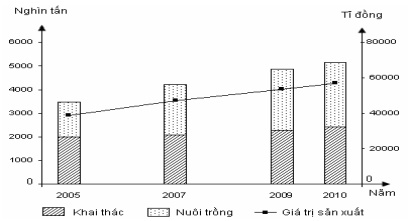 Nghìn tấn
Tỉ đồng
6000
5000
4000
3000
2000
1000
0
80000
60000
40000
20000
0
2005
2007
2009
2010
Năm
Khai thác
Nuôi trồng
Giá trị sản xuất